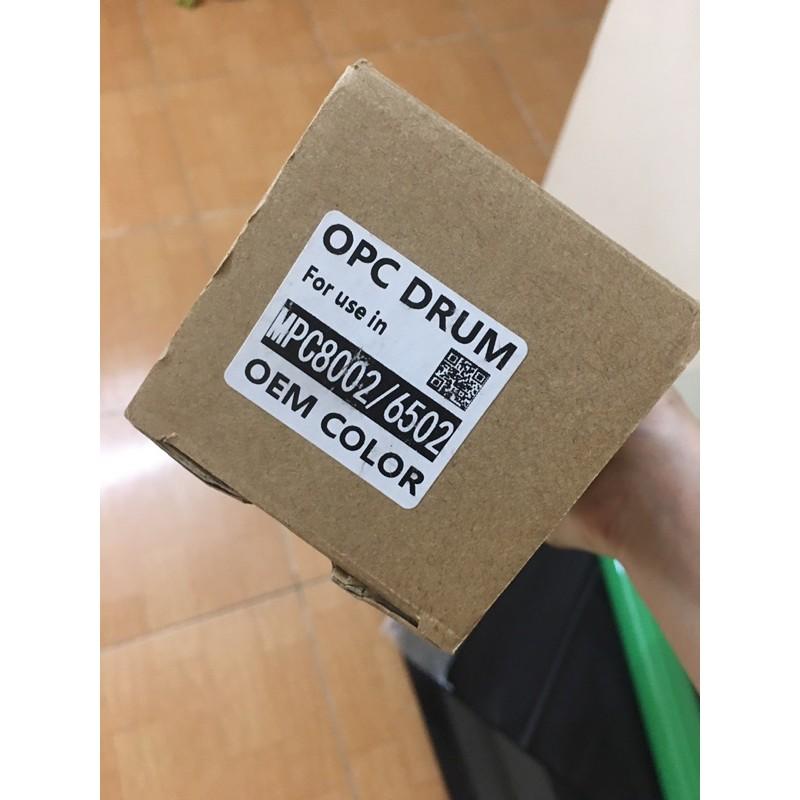 OPC DRUM
For use in
MPC8002/6502
OEM COLOR